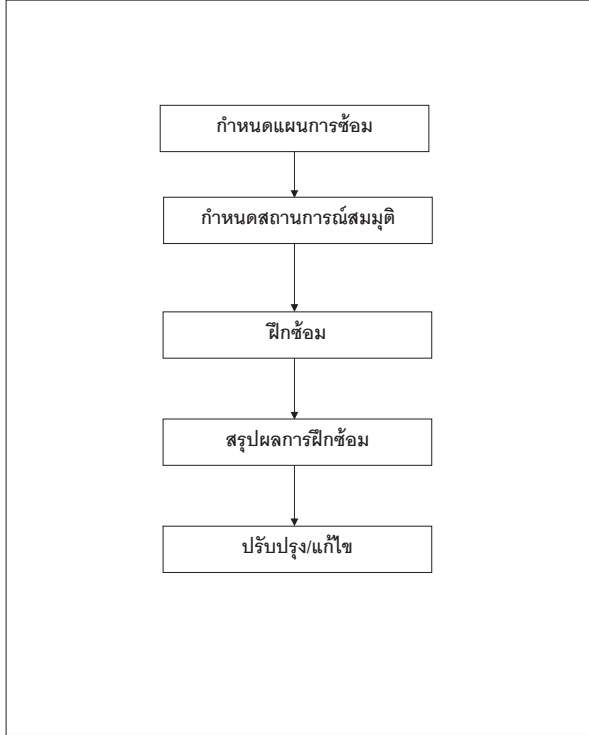 กำหนดแผนการซ้อม
กำหนดสถานการณ์สมมุติ
ฝึกซ้อม
สรุปผลการฝึกซ้อม
ปรับปรุง/แก้ไข